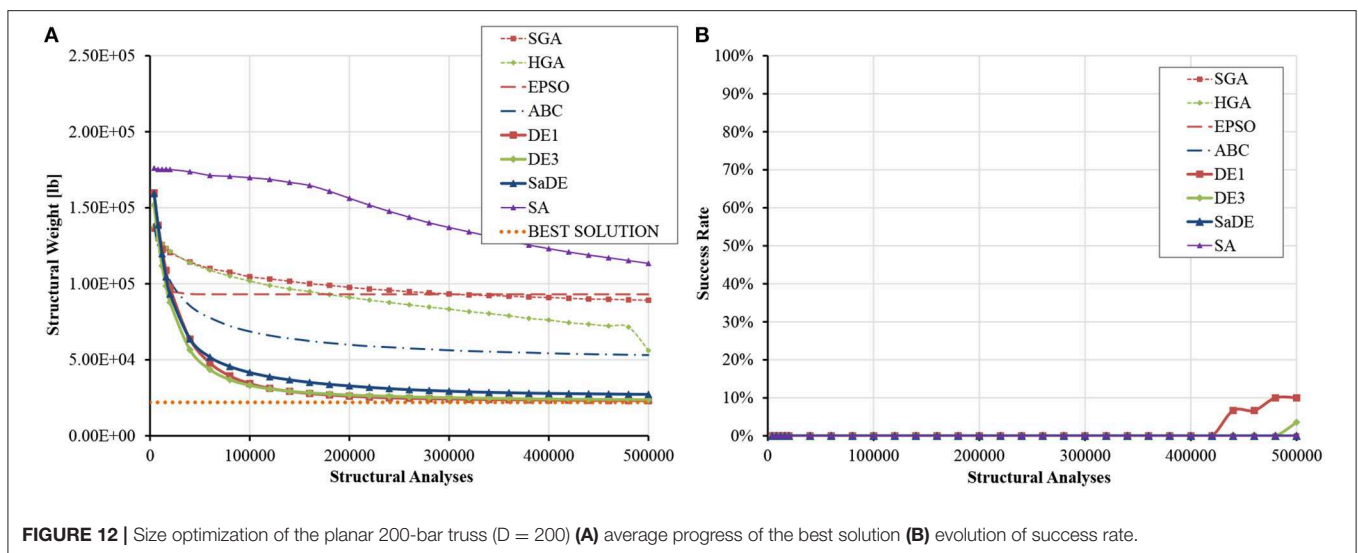 A
2.50E+05
2.00E+05
1.50E+05
1.00E+05
5.00E+04
0.00E+00
Structural Weight [lb]
0 100000 200000 300000 400000 500000
Structural Analyses
SGA
HGA
EPSO
ABC
DE1
DE3
SaDE
SA
BEST SOLUTION
B
100%
90%
80%
70%
60%
50%
40%
30%
20%
10%
0%
Success Rate
0 100000 200000 300000 400000 500000
Structural Analyses
SGA
HGA
EPSO
ABC
DE1
DE3
SaDE
SA
FIGURE 12 | Size optimization of the planar 200-bar truss (D = 200) (A) average progress of the best solution (B) evolution of success rate.